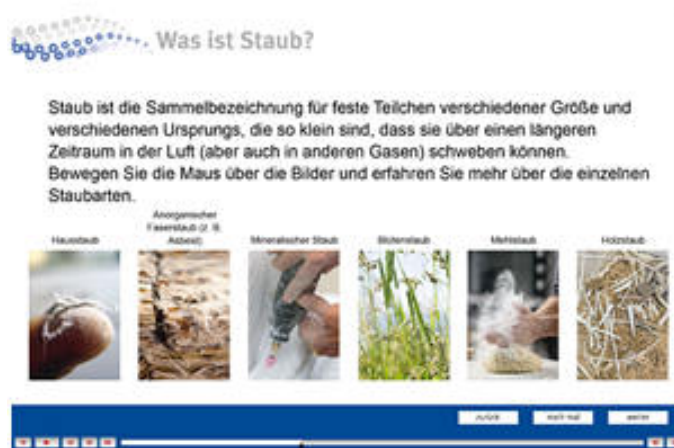 Was ist Staub?
Staub ist die Sammelbezeichnung für feste Teilchen verschiedener Größe und
verschiedenen Ursprungs, die so klein sind, dass sie über einen längeren
Zeitraum in der Luft (aber auch in anderen Gasen) schweben können.
Bewegen Sie die Maus über die Bilder und erfahren Sie mehr über die einzelnen
Staubarten.
Hausstaub
Anorganischer
Faserstaub (z. B.
Asbest)
Mineralischer Staub
Blütenstaub
Mehlstaub
Holzstaub
zurück
noch mal
weiter